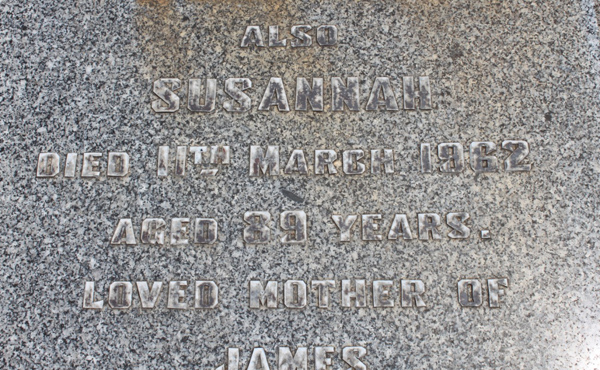 ALSO
SUSANNAH
DIED 11TH MARCH 1962
AGED 89 YEARS.
LOVED MOTHER OF
JAMES